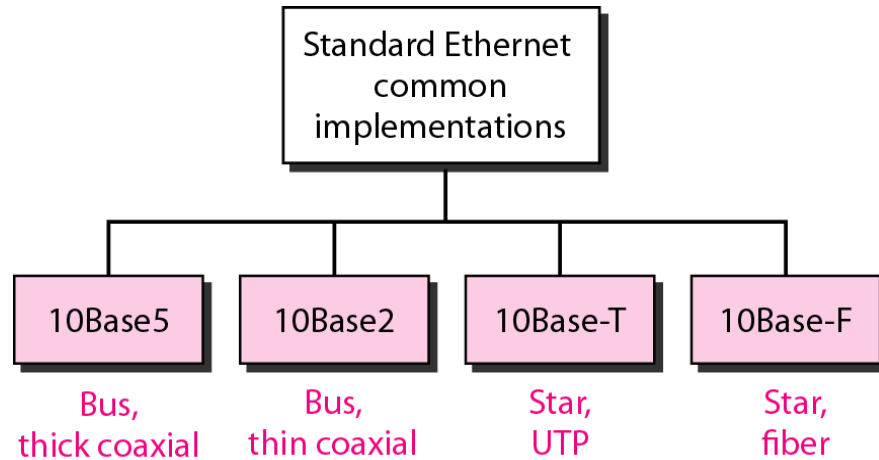 Standard Ethernet
common
implementations
10Base5
10Base2
10Base-T
10Base-F
Bus,
thick coaxial
Bus,
thin coaxial
Star,
UTP
Star,
fiber